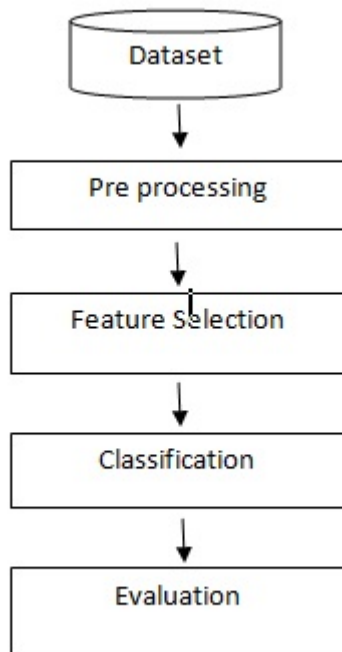 Dataset
Pre processing
Feature Selection
Classification
Evaluation